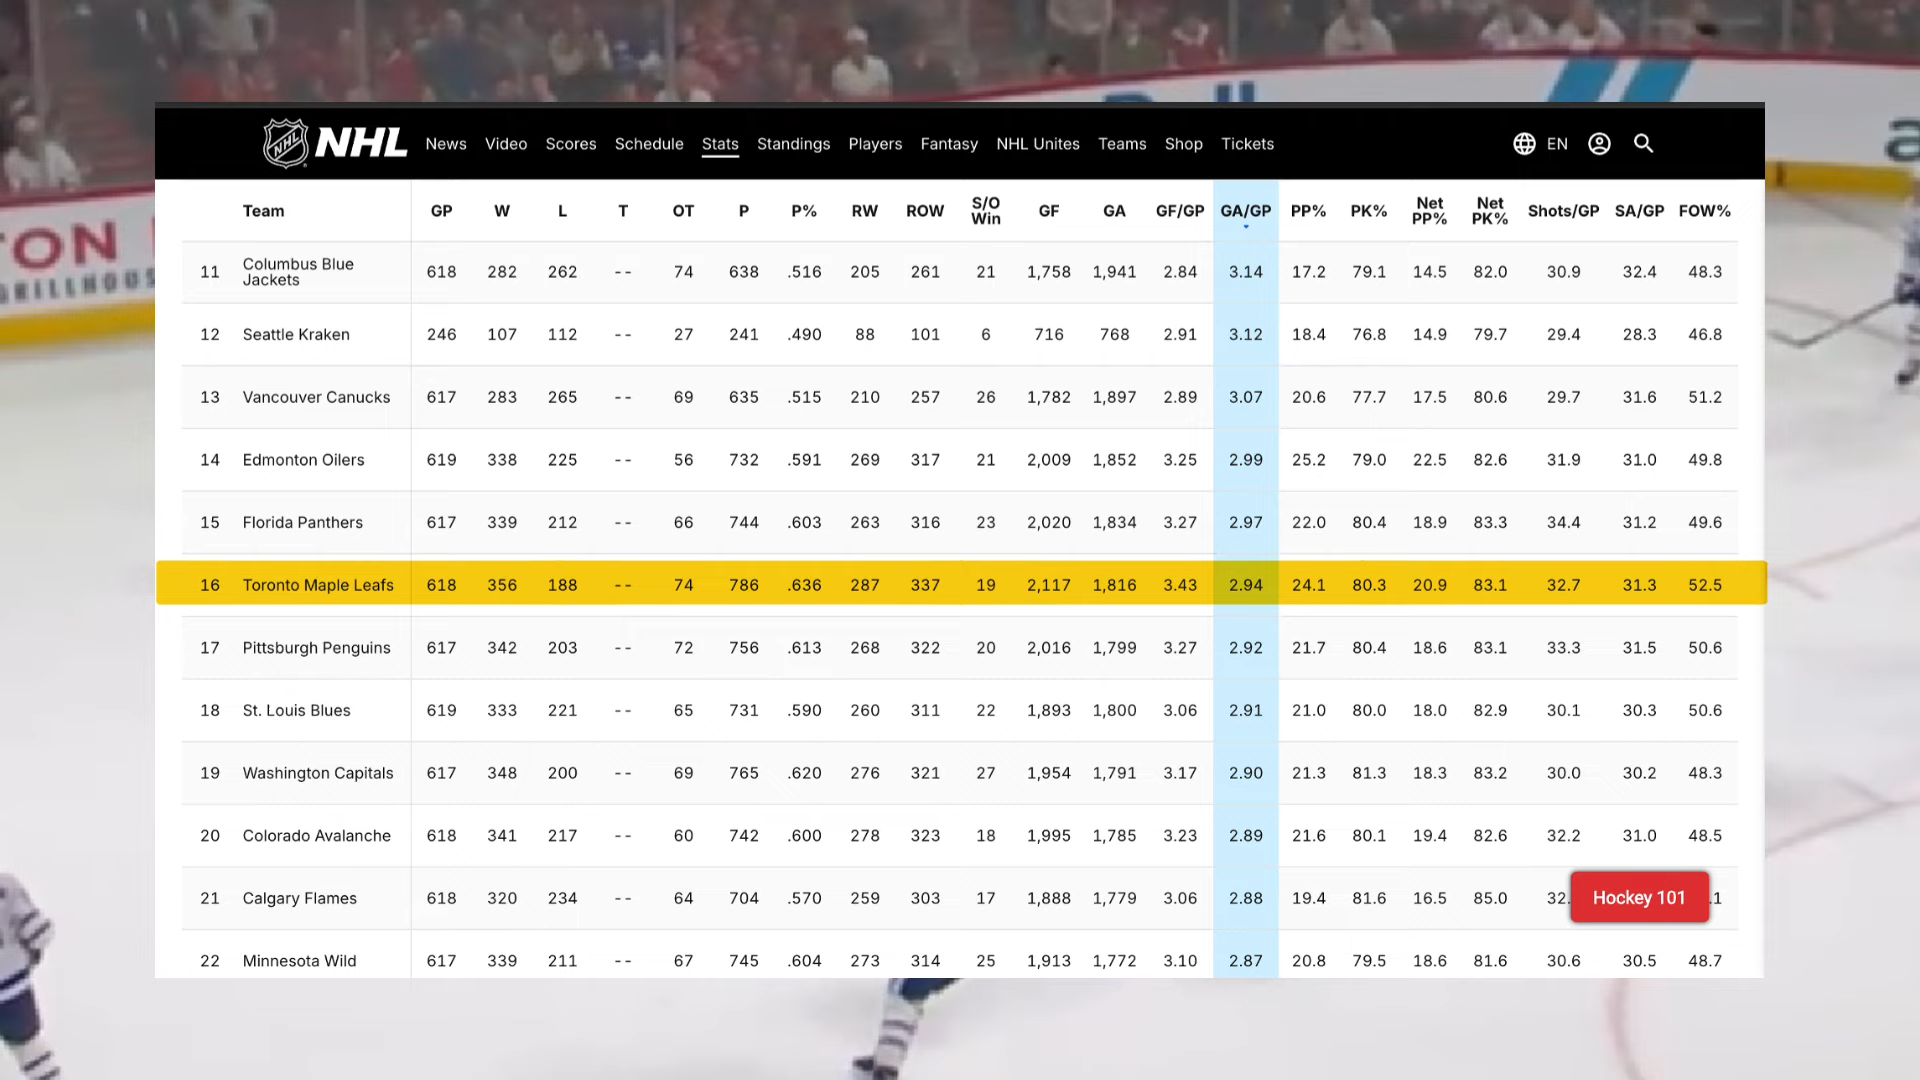 NHL News Video Scores Schedule Stats Standings Players Fantasy NHL Unites Teams Shop Tickets EN
Team GP W L T OT P P% RW ROW S/O Win GF GA GF/GP GA/GP PP% PK% Net PP% Net PK% Shots/GP SA/GP FOW%
11 Columbus Blue Jackets 618 282 262 -- 74 638 .516 205 261 21 1,758 1,941 2.84 3.14 17.2 79.1 14.5 82.0 30.9 32.4 48.3
12 Seattle Kraken 246 107 112 -- 27 241 .490 88 101 6 716 768 2.91 3.12 18.4 76.8 14.9 79.7 29.4 28.3 46.8
13 Vancouver Canucks 617 283 265 -- 69 635 .515 210 257 26 1,782 1,897 2.89 3.07 20.6 77.7 17.5 80.6 29.7 31.6 51.2
14 Edmonton Oilers 619 338 225 -- 56 732 .591 269 317 21 2,009 1,852 3.25 2.99 25.2 79.0 22.5 82.6 31.9 31.0 49.8
15 Florida Panthers 617 339 212 -- 66 744 .603 263 316 23 2,020 1,834 3.27 2.97 22.0 80.4 18.9 83.3 34.4 31.2 49.6
16 Toronto Maple Leafs 618 356 188 -- 74 786 .636 287 337 19 2,117 1,816 3.43 2.94 24.1 80.3 20.9 83.1 32.7 31.3 52.5
17 Pittsburgh Penguins 617 342 203 -- 72 756 .613 268 322 20 2,016 1,799 3.27 2.92 21.7 80.4 18.6 83.1 33.3 31.5 50.6
18 St. Louis Blues 619 333 221 -- 65 731 .590 260 311 22 1,893 1,800 3.06 2.91 21.0 80.0 18.0 82.9 30.1 30.3 50.6
19 Washington Capitals 617 348 200 -- 69 765 .620 276 321 27 1,954 1,791 3.17 2.90 21.3 81.3 18.3 83.2 30.0 30.2 48.3
20 Colorado Avalanche 618 341 217 -- 60 742 .600 278 323 18 1,995 1,785 3.23 2.89 21.6 80.1 19.4 82.6 32.2 31.0 48.5
21 Calgary Flames 618 320 234 -- 64 704 .570 259 303 17 1,888 1,779 3.06 2.88 19.4 81.6 16.5 85.0 32. .1
Hockey 101
22 Minnesota Wild 617 339 211 -- 67 745 .604 273 314 25 1,913 1,772 3.10 2.87 20.8 79.5 18.6 81.6 30.6 30.5 48.7
TON
GRILLHOUS